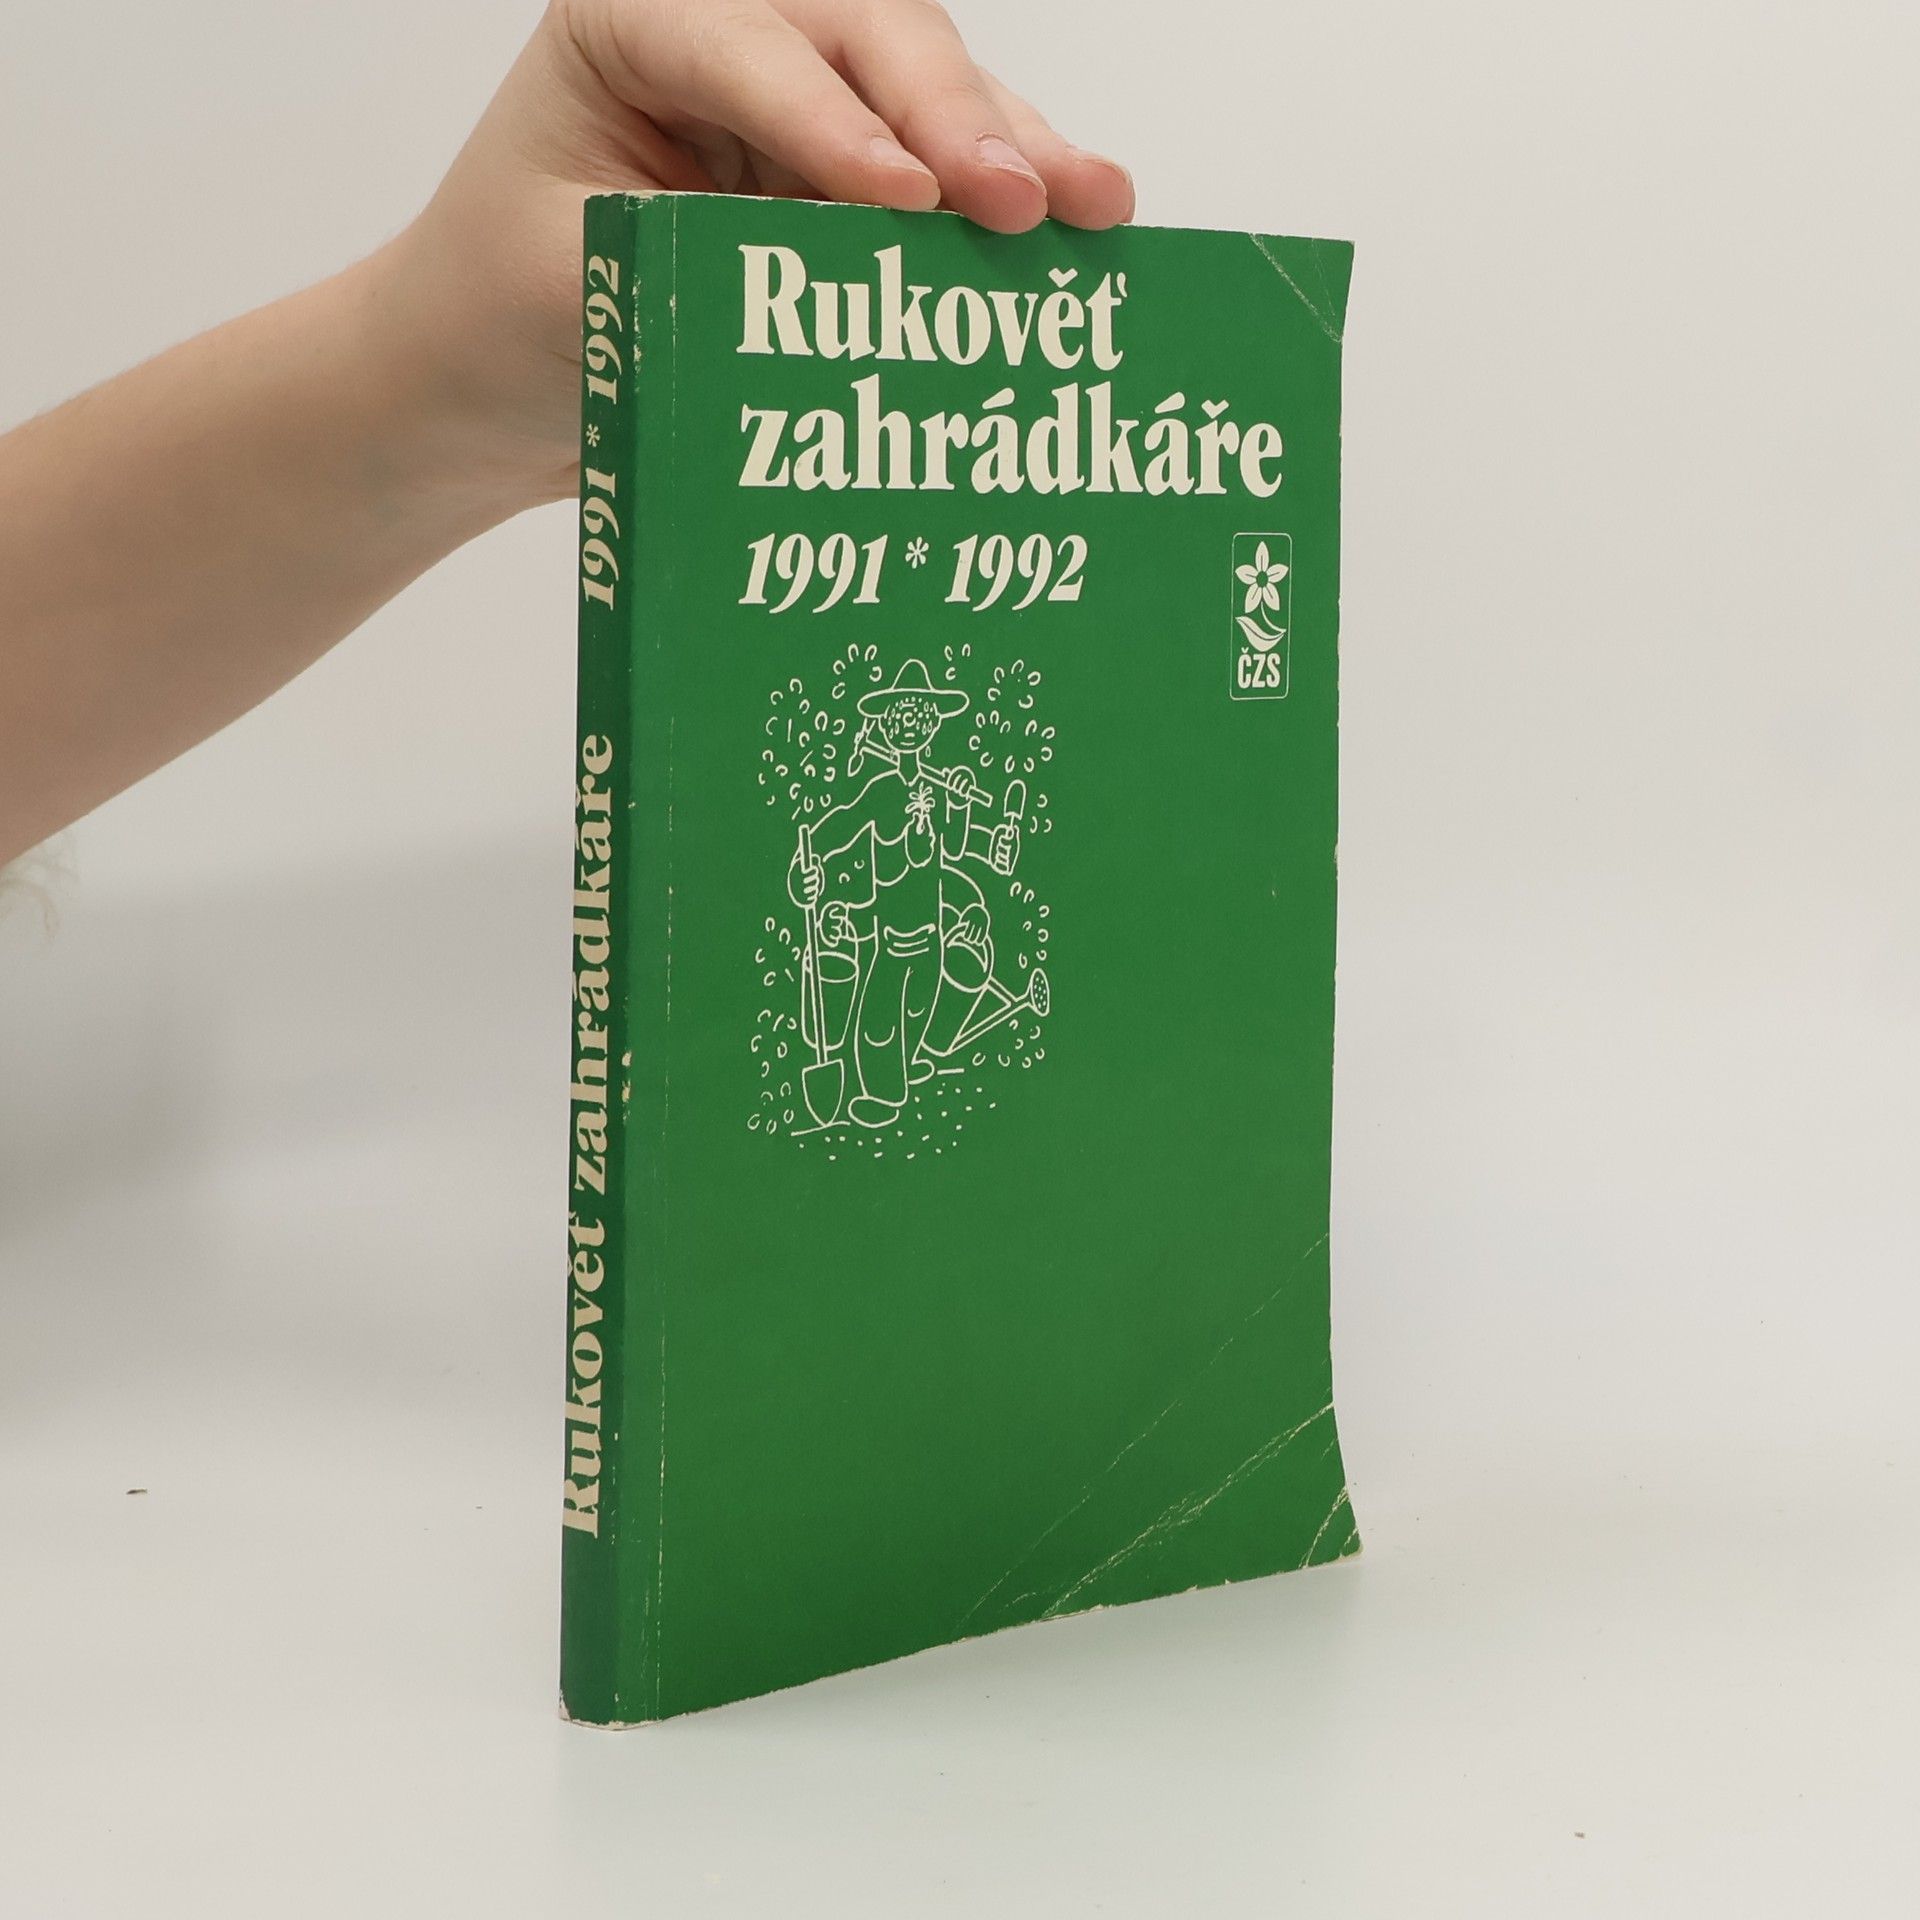 Rukověť
zahrádkáře
1991 * 1992
ČZS
Rukověť zahrádkáře 1991 * 1992